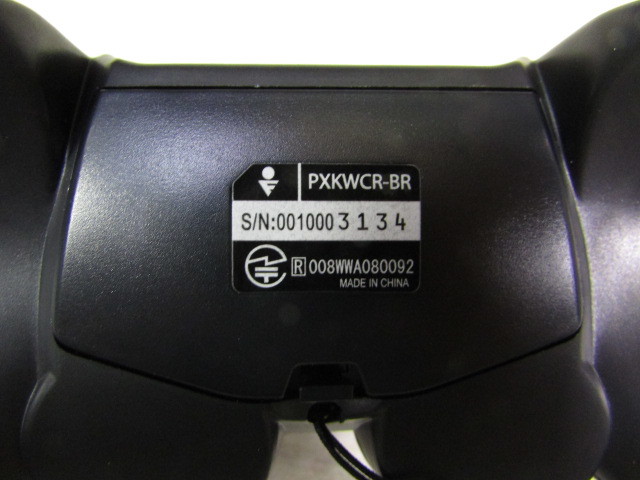 PXKWCR-BR
S/N:0010003134
R 008WWA080092
MADE IN CHINA